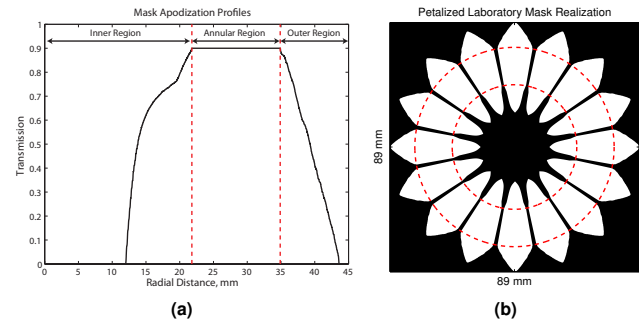 Mask Apodization Profiles
Inner Region
Annular Region
Outer Region
Transmission
1
0.9
0.8
0.7
0.6
0.5
0.4
0.3
0.2
0.1
0
0 5 10 15 20 25 30 35 40 45
Radial Distance, mm
(a)
Petalized Laboratory Mask Realization
89 mm
89 mm
(b)